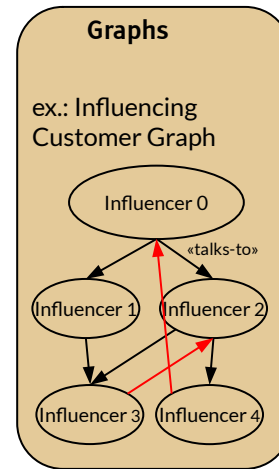 Graphs
ex.: Influencing
Customer Graph
Influencer 0
«talks-to»
Influencer 1
Influencer 2
Influencer 3
Influencer 4